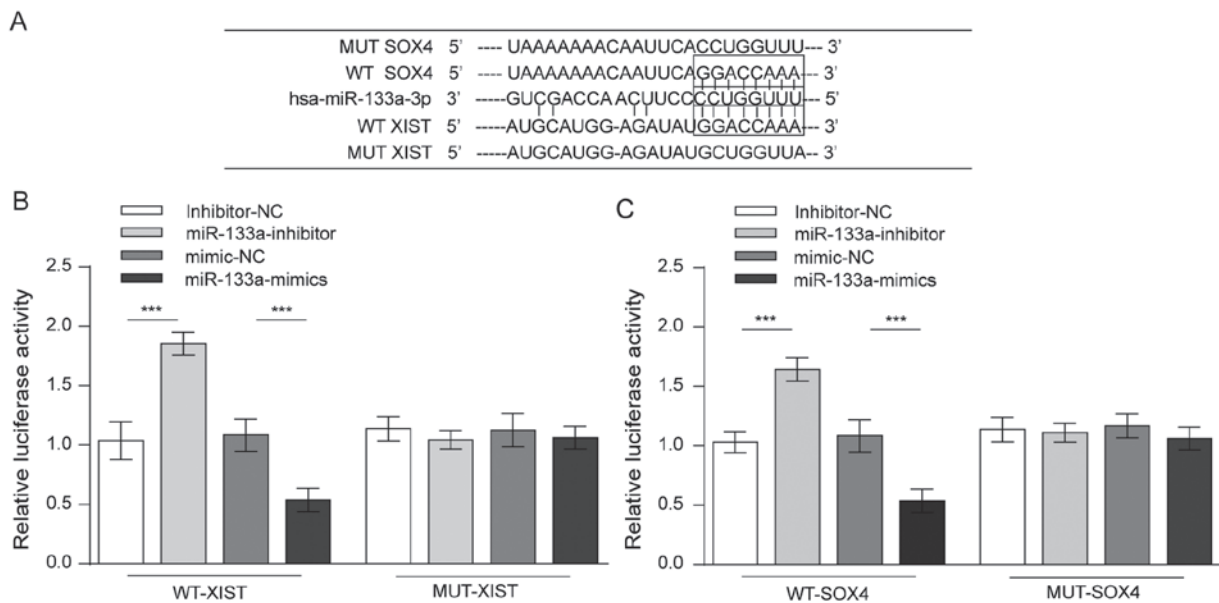 A
MUT SOX4 5' ---- UAAAAAAACAAUUCACCUGGUUU--- 3'
WT SOX4 5' ---- UAAAAAAACAAUUCAGGACCAAA--- 3'
hsa-miR-133a-3p 3' ---- GUCGACCAACUUCCCCUGGUUU---- 5'
WT XIST 5' -----AUGCAUGG-AGAUAUGGACCAAA--- 3'
MUT XIST 5' -----AUGCAUGG-AGAUAUGCUGGUUA--- 3'
B
Inhibitor-NC
miR-133a-inhibitor
mimic-NC
miR-133a-mimics
Relative luciferase activity
2.5
2.0
1.5
1.0
0.5
0.0
***
***
WT-XIST
MUT-XIST
C
Inhibitor-NC
miR-133a-inhibitor
mimic-NC
miR-133a-mimics
Relative luciferase activity
2.5
2.0
1.5
1.0
0.5
0.0
***
***
WT-SOX4
MUT-SOX4